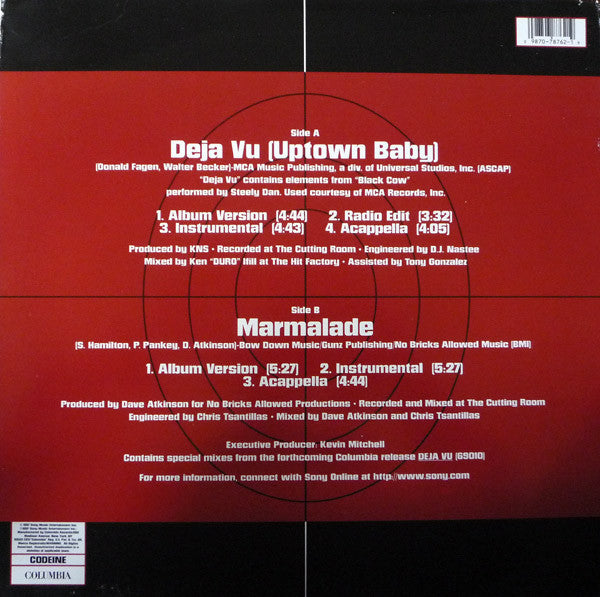 9870-78762-1
Side A
Deja Vu (Uptown Baby)
(Donald Fagen, Walter Becker)-MCA Music Publishing, a div. of Universal Studios, Inc. (ASCAP)
"Deja Vu" contains elements from "Black Cow"
performed by Steely Dan. Used courtesy of MCA Records, Inc.
1. Album Version (4:44) 2. Radio Edit (3:32)
3. Instrumental (4:43) 4. Acappella (4:05)
Produced by KNS • Recorded at The Cutting Room • Engineered by D.J. Nastee
Mixed by Ken "DURO" Ifill at The Hit Factory • Assisted by Tony Gonzalez
Side B
Marmalade
(S. Hamilton, P. Pankey, D. Atkinson)-Bow Down Music/Gunz Publishing/No Bricks Allowed Music (BMI)
1. Album Version (5:27) 2. Instrumental (5:27)
3. Acappella (4:44)
Produced by Dave Atkinson for No Bricks Allowed Productions • Recorded and Mixed at The Cutting Room
Engineered by Chris Tsantillas • Mixed by Dave Atkinson and Chris Tsantillas
Executive Producer: Kevin Mitchell
Contains special mixes from the forthcoming Columbia release DEJA VU (69010)
For more information, connect with Sony Online at http://www.sony.com
CODEINE
COLUMBIA